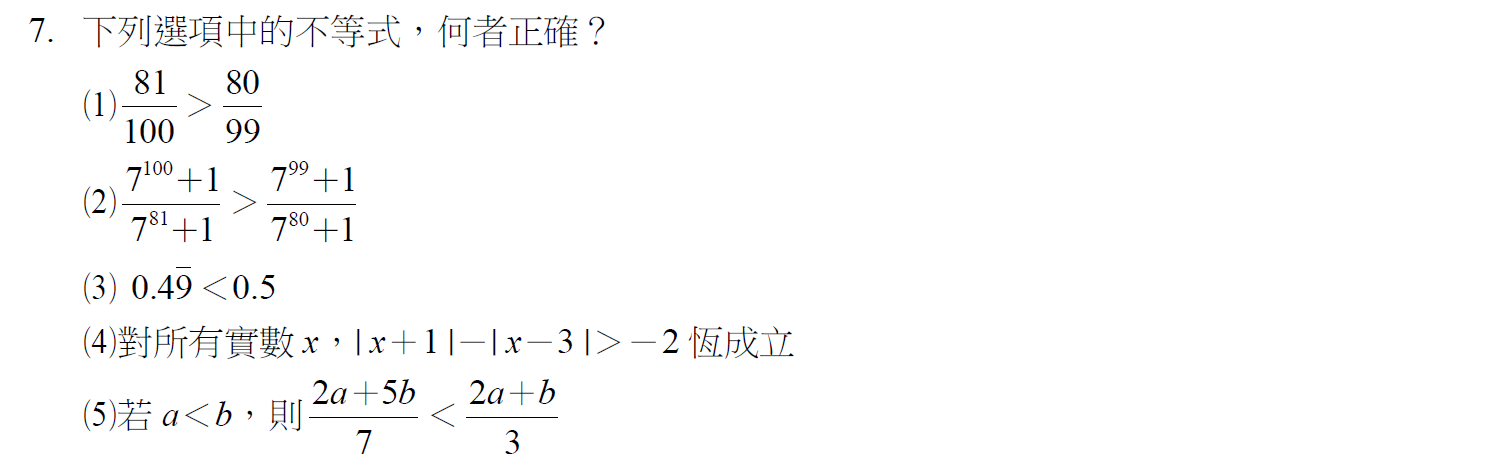 7. 下列選項中的不等式，何者正確？
(1) $\frac{81}{100} > \frac{80}{99}$
(2) $\frac{7^{100}+1}{7^{81}+1} > \frac{7^{99}+1}{7^{80}+1}$
(3) $0.4\overline{9} < 0.5$
(4)對所有實數 $x$，$|x+1|-|x-3|>-2$ 恆成立
(5)若 $a<b$，則 $\frac{2a+5b}{7} < \frac{2a+b}{3}$